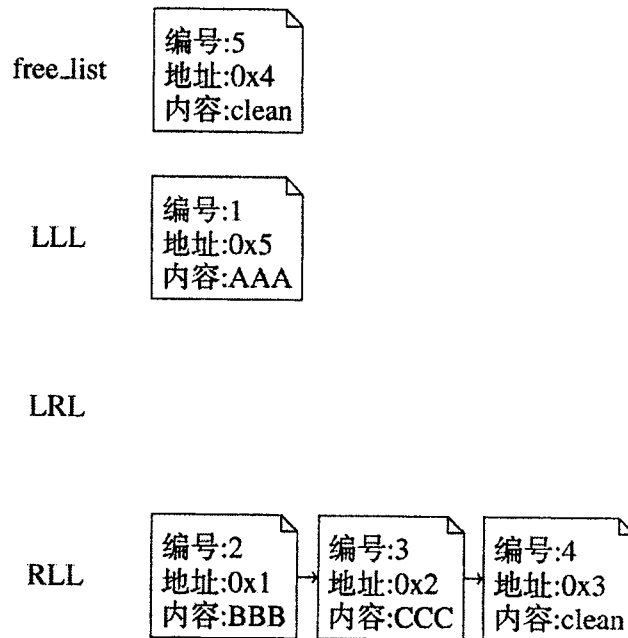 free_list
编号:5
地址:0x4
内容:clean
LLL
编号:1
地址:0x5
内容:AAA
LRL
RLL
编号:2
地址:0x1
内容:BBB
编号:3
地址:0x2
内容:CCC
编号:4
地址:0x3
内容:clean